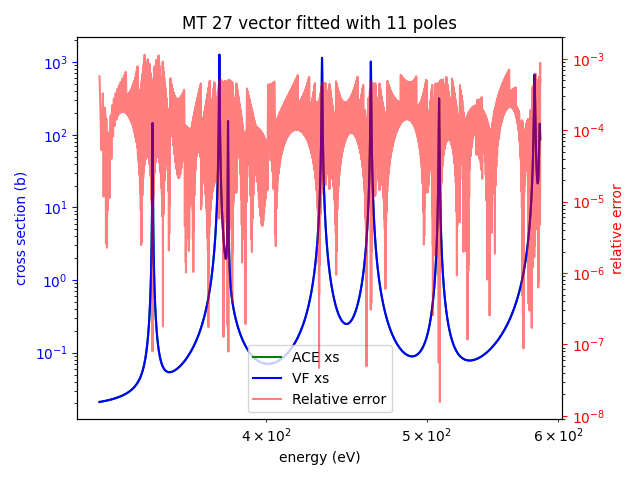 MT 27 vector fitted with 11 poles
10³
10²
10¹
10⁰
10⁻¹
cross section (b)
10⁻³
10⁻⁴
10⁻⁵
10⁻⁶
10⁻⁷
10⁻⁸
relative error
ACE xs
VF xs
Relative error
4 × 10²
5 × 10²
6 × 10²
energy (eV)